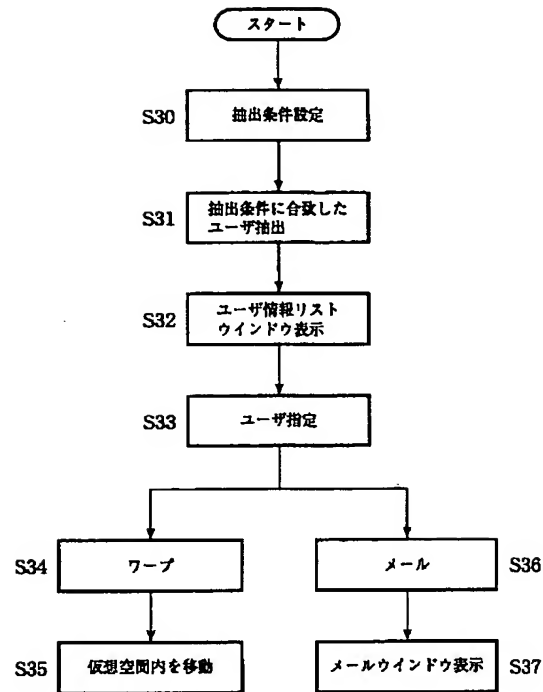 スタート
S30
抽出条件設定
S31
抽出条件に合致した
ユーザ抽出
S32
ユーザ情報リスト
ウインドウ表示
S33
ユーザ指定
S34
ワープ
メール
S36
S35
仮想空間内を移動
メールウインドウ表示
S37